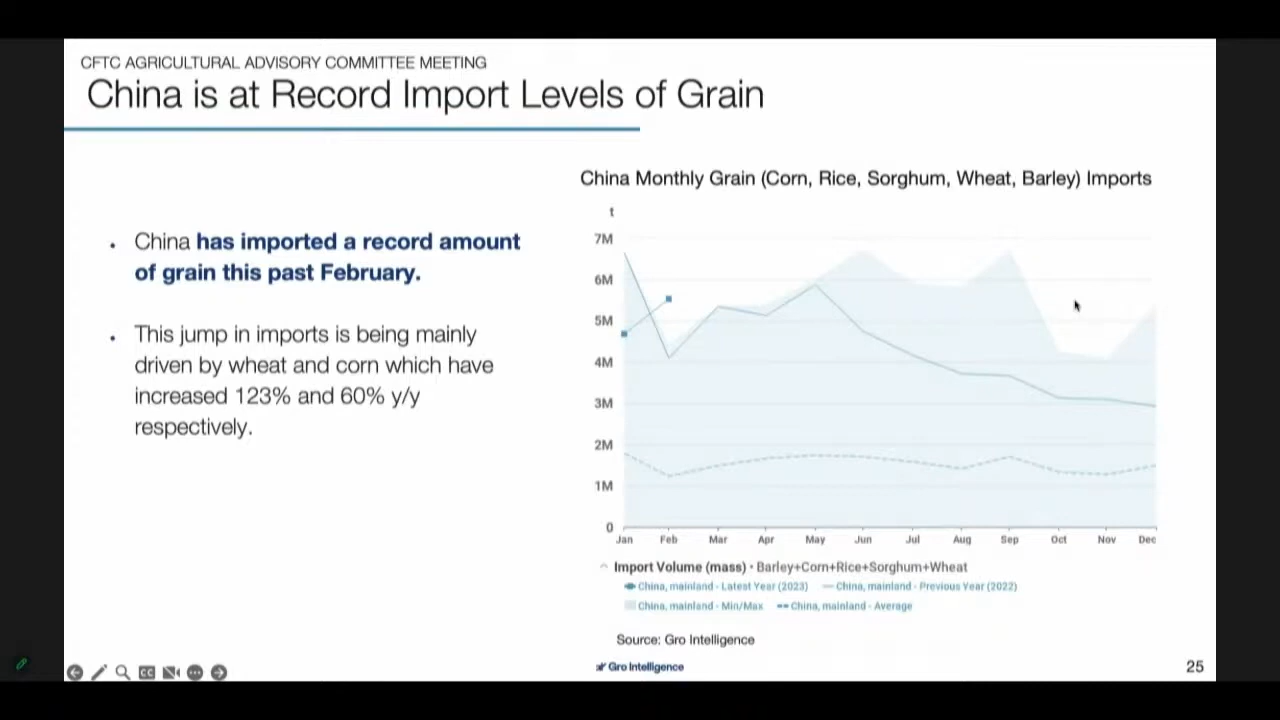 CFTC AGRICULTURAL ADVISORY COMMITTEE MEETING
China is at Record Import Levels of Grain
• China has imported a record amount
of grain this past February.
• This jump in imports is being mainly
driven by wheat and corn which have
increased 123% and 60% y/y
respectively.
China Monthly Grain (Corn, Rice, Sorghum, Wheat, Barley) Imports
t
7M
6M
5M
4M
3M
2M
1M
0
Jan Feb Mar Apr May Jun Jul Aug Sep Oct Nov Dec
Import Volume (mass) • Barley+Corn+Rice+Sorghum+Wheat
China, mainland - Latest Year (2023) China, mainland - Previous Year (2022)
China, mainland - Min/Max China, mainland - Average
Source: Gro Intelligence
Gro Intelligence
CC
25